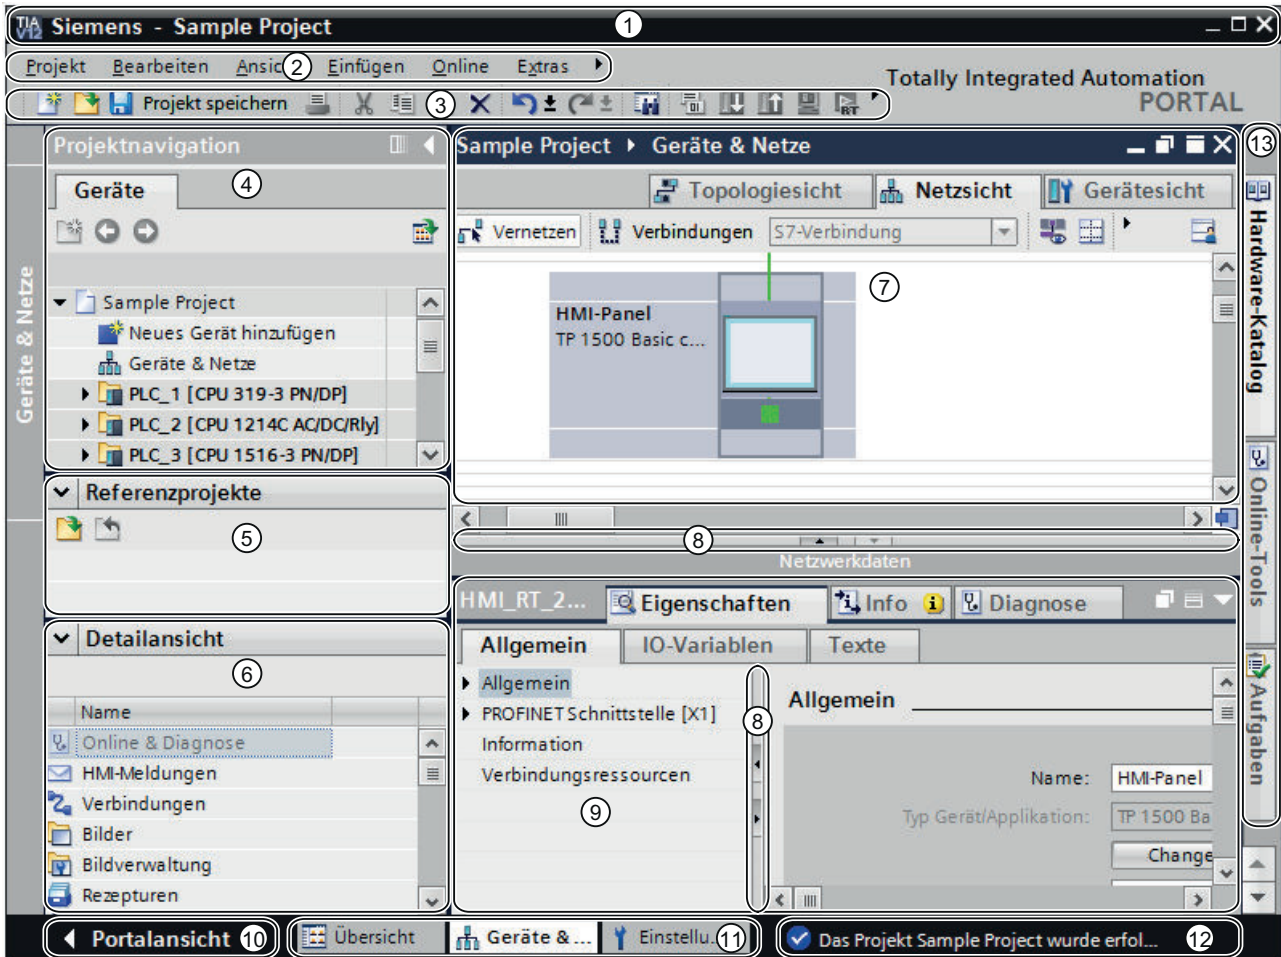 TIA V12 Siemens - Sample Project 1
Projekt Bearbeiten Ansic 2 Einfügen Online Extras
Totally Integrated Automation
PORTAL
Projekt speichern 3
Geräte & Netze
Projektnavigation
Geräte 4
Sample Project
Neues Gerät hinzufügen
Geräte & Netze
PLC_1 [CPU 319-3 PN/DP]
PLC_2 [CPU 1214C AC/DC/Rly]
PLC_3 [CPU 1516-3 PN/DP]
Referenzprojekte
5
Detailansicht
6
Name
Online & Diagnose
HMI-Meldungen
Verbindungen
Bilder
Bildverwaltung
Rezepturen
Sample Project Geräte & Netze
Topologiesicht Netzsicht Gerätesicht
Vernetzen Verbindungen S7-Verbindung
7
HMI-Panel
TP 1500 Basic c...
8
Netzwerkdaten
HMI_RT_2... Eigenschaften Info Diagnose
Allgemein IO-Variablen Texte
Allgemein
PROFINET Schnittstelle [X1]
Information
Verbindungsressourcen
9
8
Allgemein
Name: HMI-Panel
Typ Gerät/Applikation: TP 1500 Ba
Change
13
Hardware-Katalog
Online-Tools
Aufgaben
Portalansicht 10
Übersicht Geräte & ... Einstellu... 11
Das Projekt Sample Project wurde erfol... 12